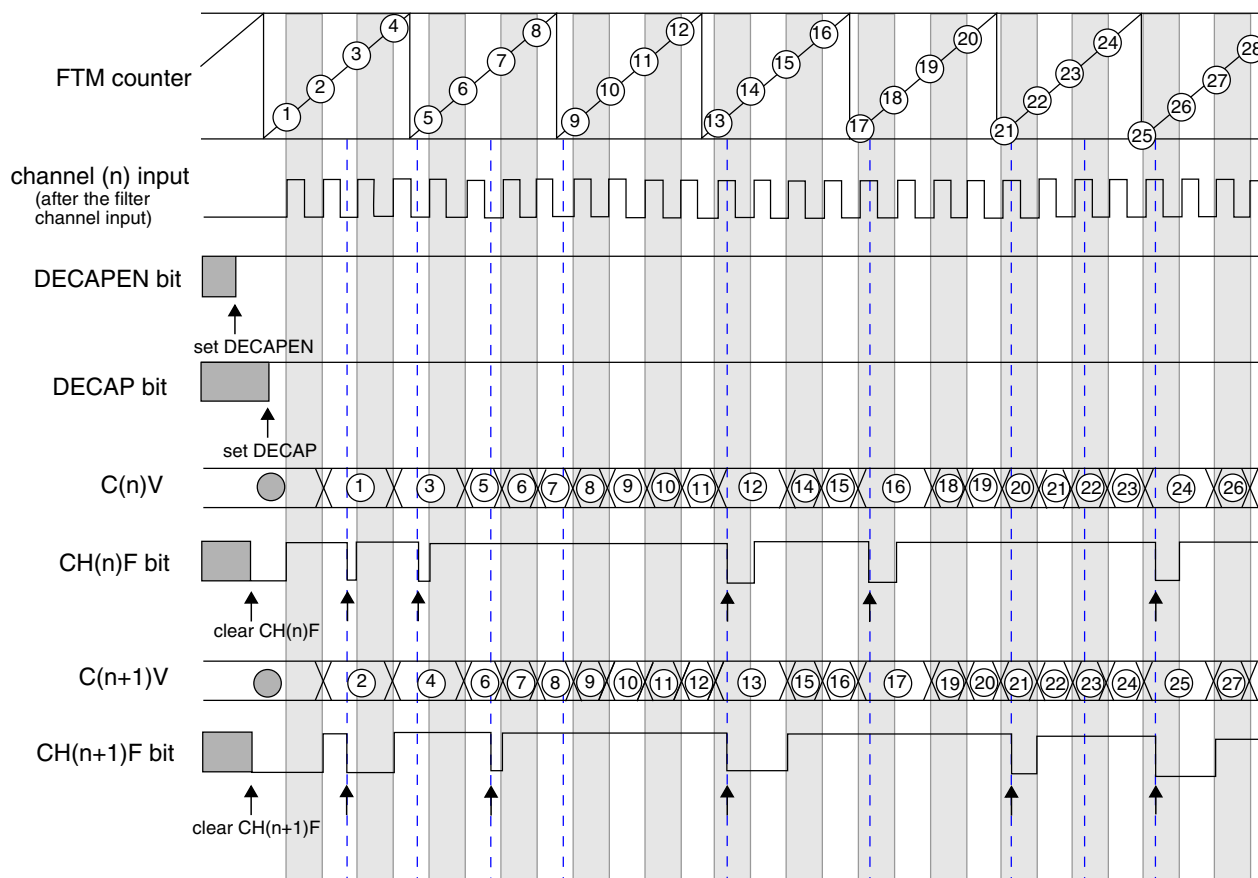 4 8 12 16 20 24 28
3 7 11 15 19 23 27
FTM counter
2 6 10 14 18 22 26
1 5 9 13 17 21 25
channel (n) input
(after the filter
channel input)
DECAPEN bit
set DECAPEN
DECAP bit
set DECAP
C(n)V 1 3 5 6 7 8 9 10 11 12 14 15 16 18 19 20 21 22 23 24 26
CH(n)F bit
clear CH(n)F
C(n+1)V 2 4 6 7 8 9 10 11 12 13 15 16 17 19 20 21 22 23 24 25 27
CH(n+1)F bit
clear CH(n+1)F